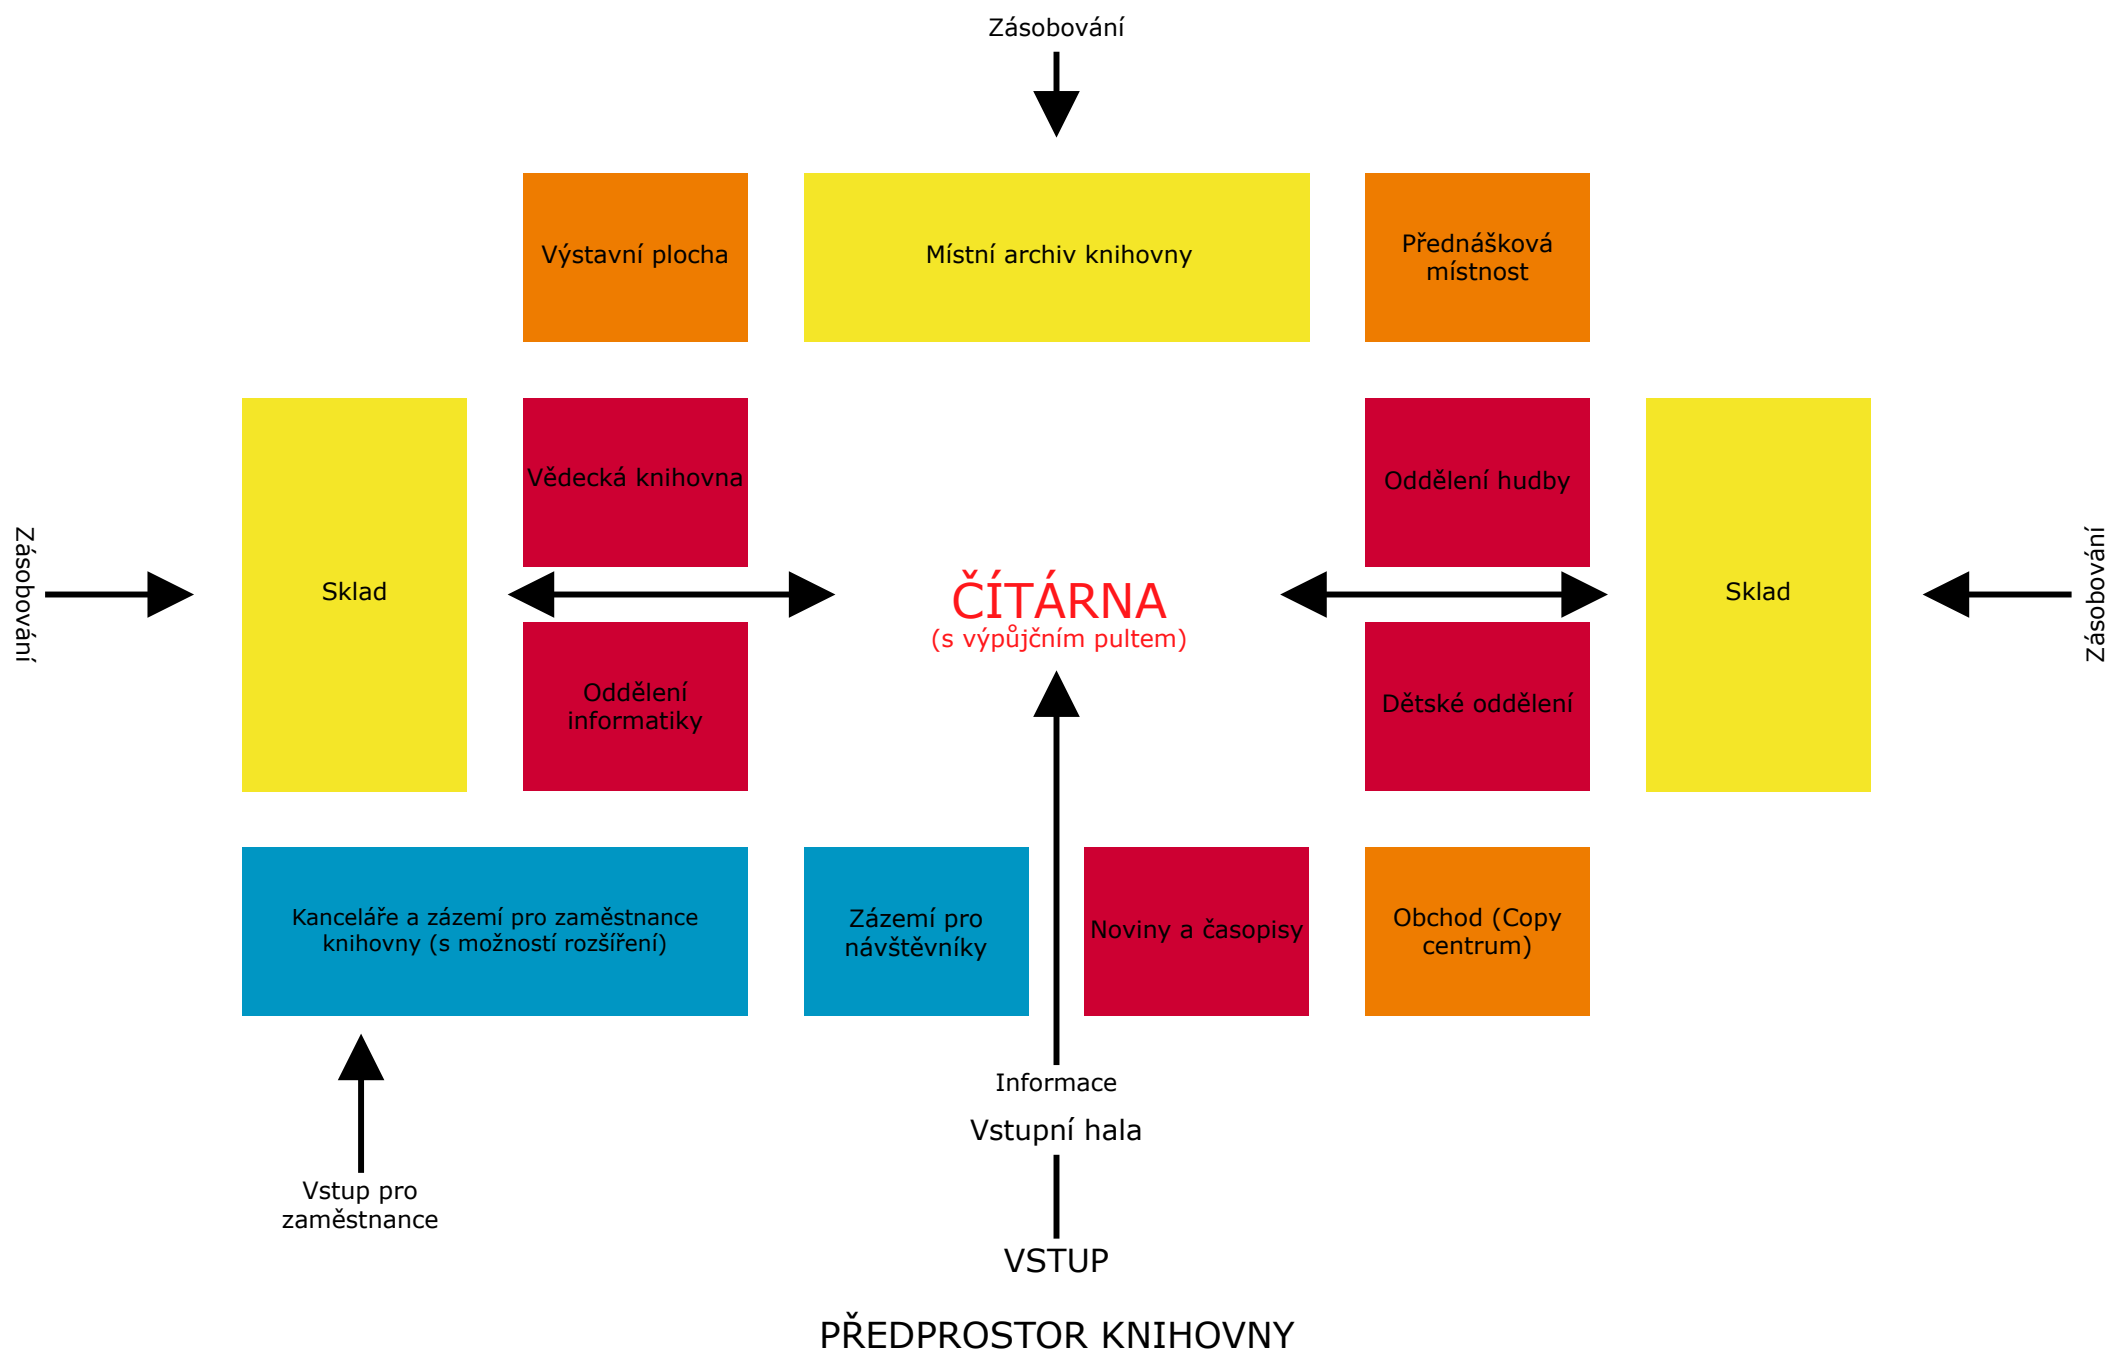 Zásobování
Výstavní plocha
Místní archiv knihovny
Přednášková
místnost
Vědecká knihovna
Oddělení hudby
Zásobování
Sklad
ČÍTÁRNA
(s výpůjčním pultem)
Sklad
Zásobování
Oddělení
informatiky
Dětské oddělení
Kanceláře a zázemí pro zaměstnance
knihovny (s možností rozšíření)
Zázemí pro
návštěvníky
Noviny a časopisy
Obchod (Copy
centrum)
Informace
Vstupní hala
Vstup pro
zaměstnance
VSTUP
PŘEDPROSTOR KNIHOVNY